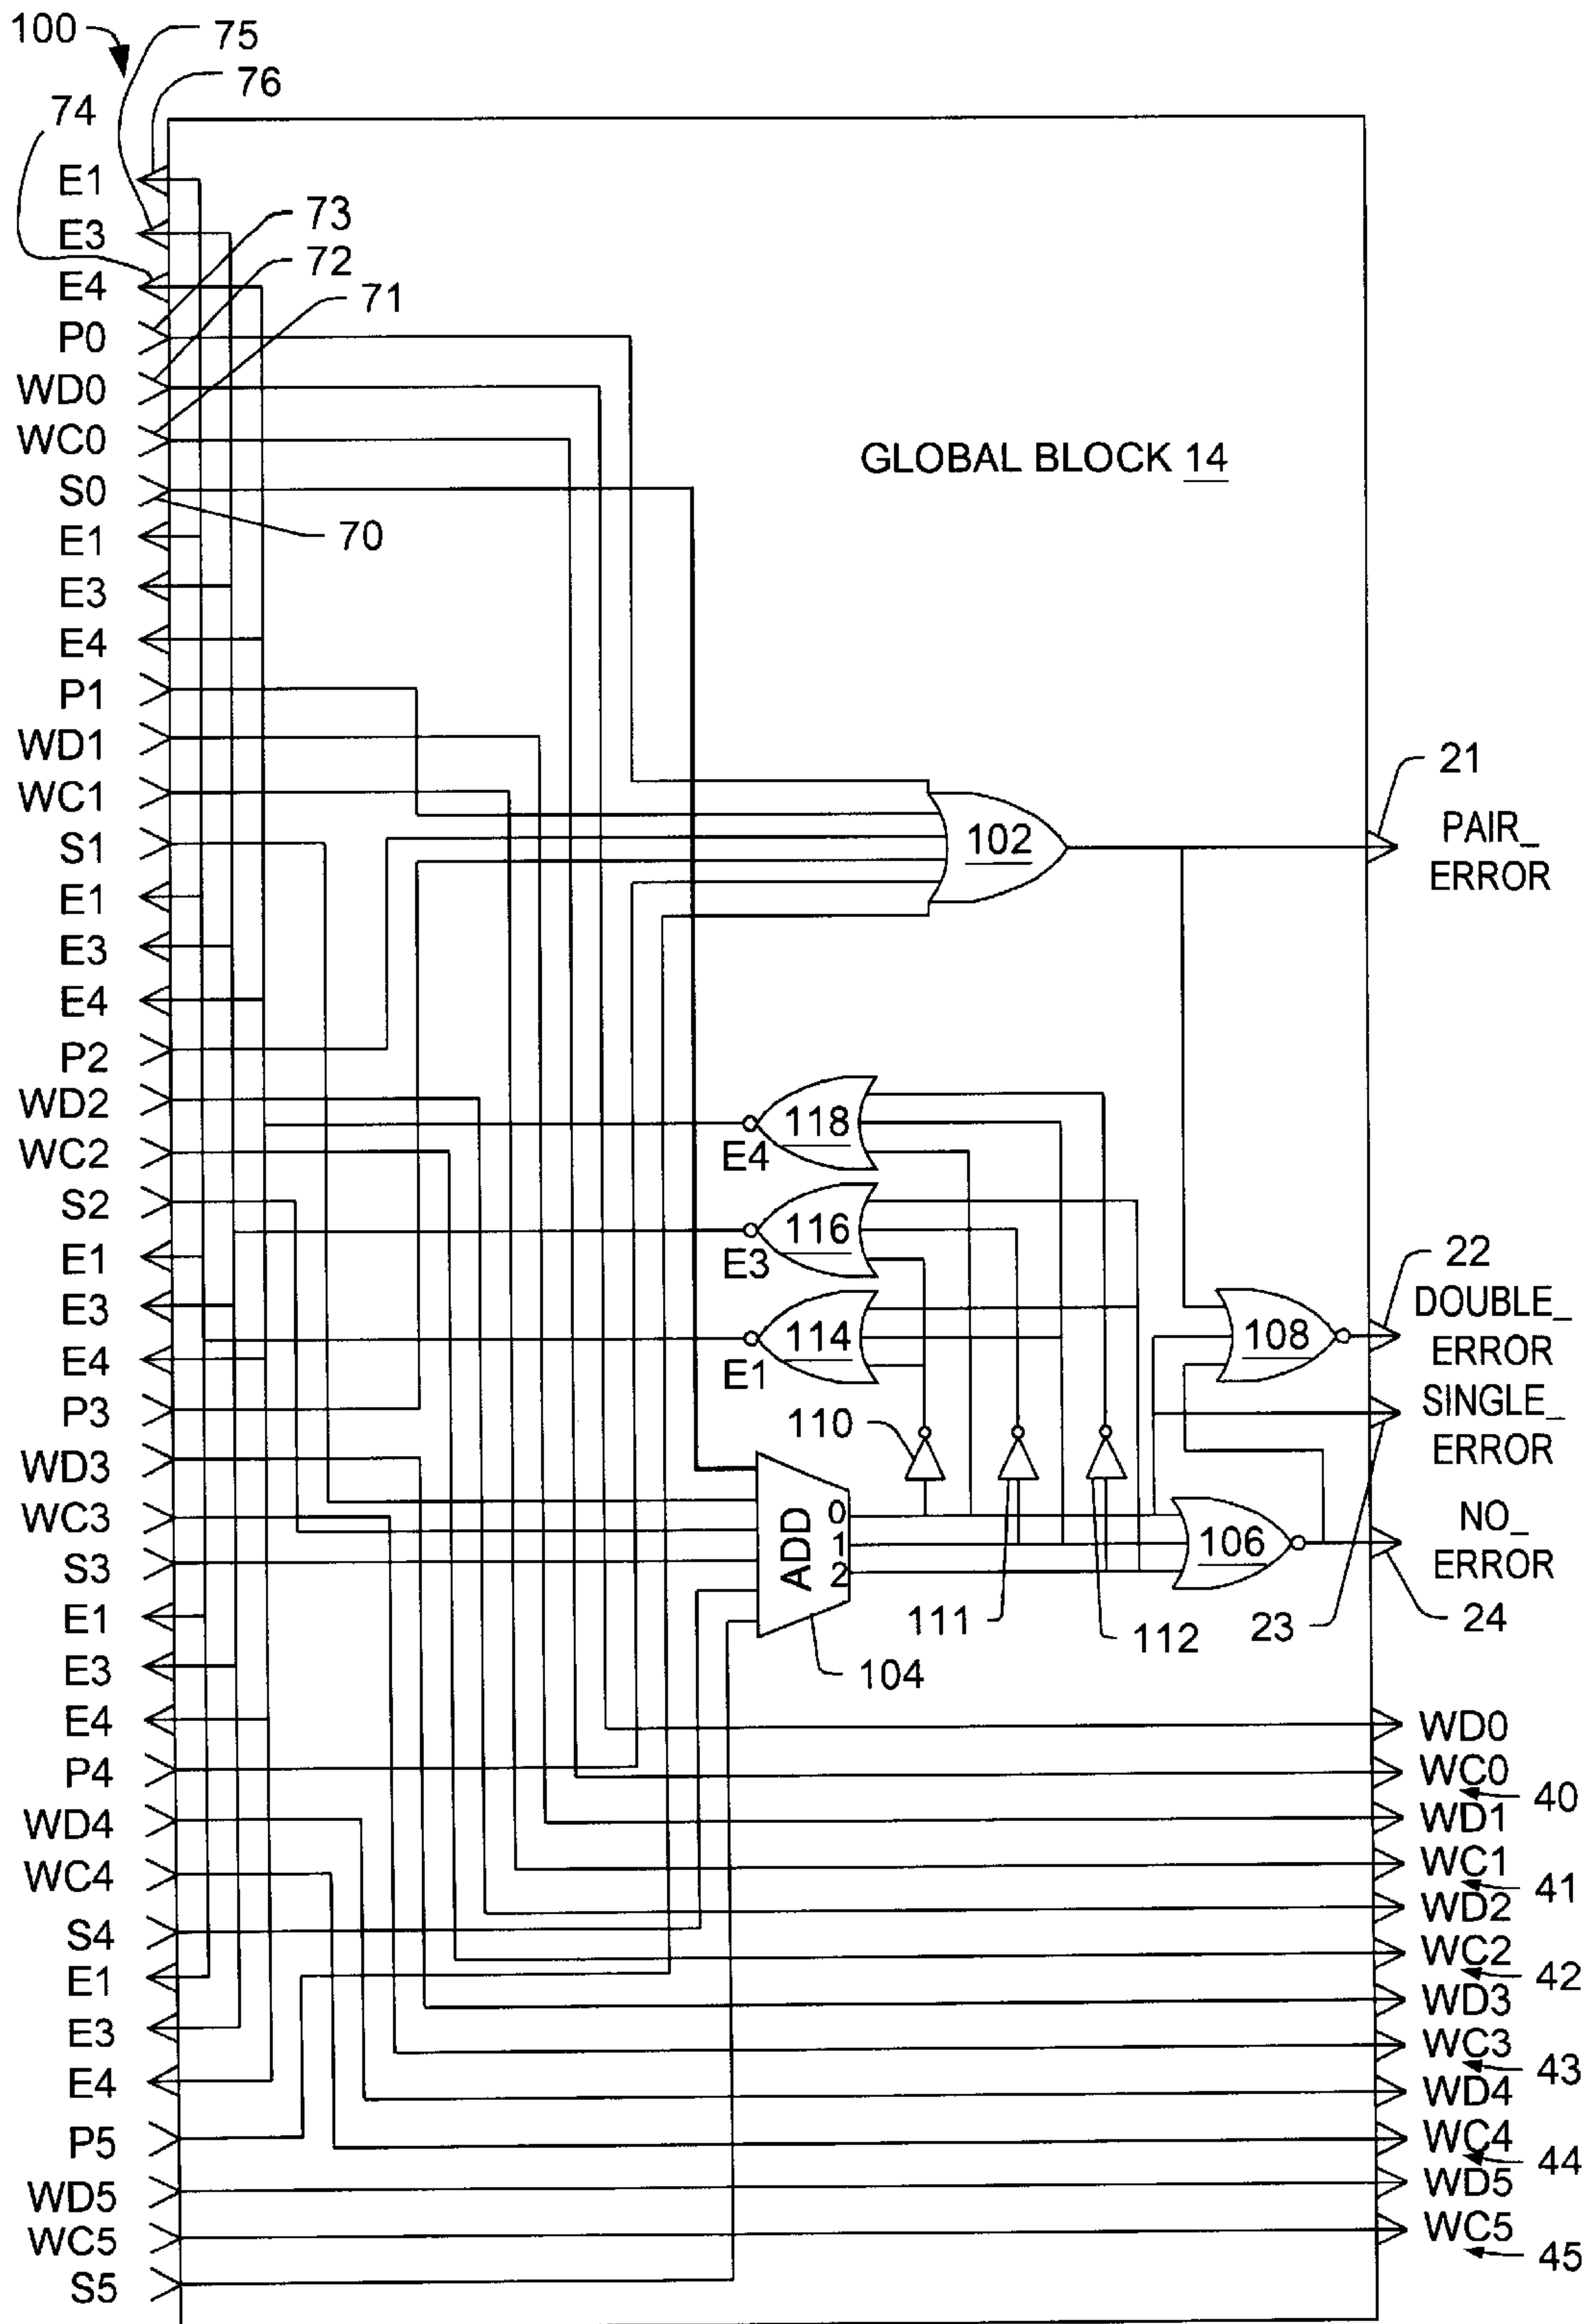 100
75
76
74
E1
E3
73
72
E4
71
P0
WD0
WC0
GLOBAL BLOCK 14
S0
70
E1
E3
E4
P1
WD1
21
WC1
PAIR_
ERROR
102
S1
E1
E3
E4
P2
WD2
118
WC2
E4
S2
116
E1
E3
22
DOUBLE_
ERROR
E3
114
108
E4
E1
SINGLE_
ERROR
P3
110
WD3
ADD
0
1
2
WC3
106
NO_
ERROR
S3
E1
111
112
23
24
E3
104
E4
WD0
P4
WC0
40
WD4
WD1
WC4
WC1
41
S4
WD2
E1
WC2
42
E3
WD3
E4
WC3
43
WD4
P5
WC4
44
WD5
WD5
WC5
WC5
45
S5